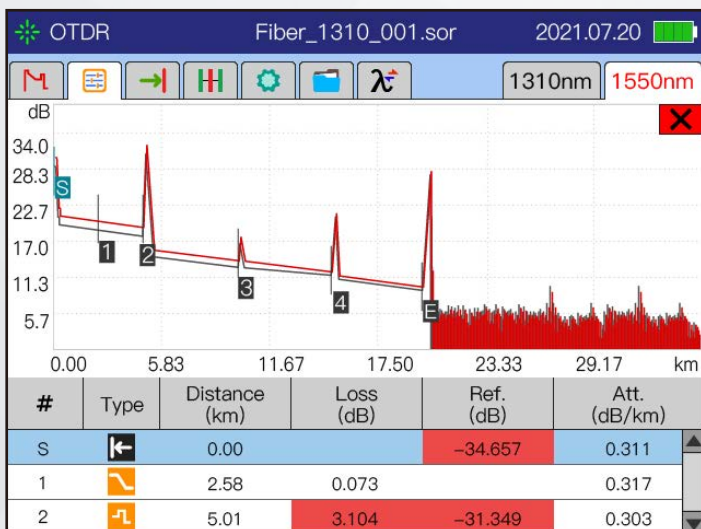 OTDR Fiber_1310_001.sor 2021.07.20
λ 1310nm 1550nm
dB
34.0
28.3
22.7
17.0
11.3
5.7
S
1 2 3 4 E
0.00 5.83 11.67 17.50 23.33 29.17 km
# Type Distance (km) Loss (dB) Ref. (dB) Att. (dB/km)
S 0.00 -34.657 0.311
1 2.58 0.073 0.317
2 5.01 3.104 -31.349 0.303